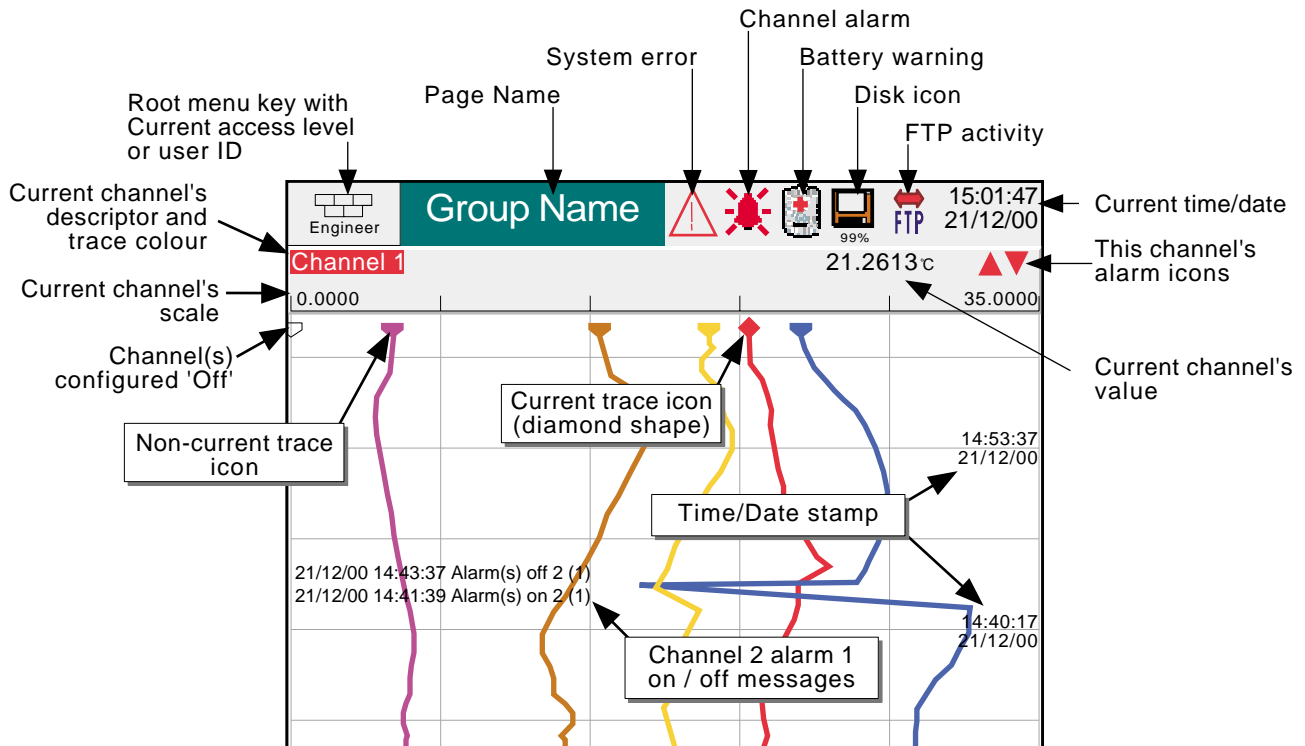 Channel alarm
System error
Battery warning
Page Name
Disk icon
Root menu key with
Current access level
or user ID
FTP activity
Current channel's
descriptor and
trace colour
Engineer
Group Name
99%
FTP
15:01:47
21/12/00
Current time/date
Channel 1
21.2613°C
This channel's
alarm icons
Current channel's
scale
0.0000
35.0000
Channel(s)
configured 'Off'
Current channel's
value
Current trace icon
(diamond shape)
Non-current trace
icon
14:53:37
21/12/00
Time/Date stamp
21/12/00 14:43:37 Alarm(s) off 2 (1)
21/12/00 14:41:39 Alarm(s) on 2 (1)
14:40:17
21/12/00
Channel 2 alarm 1
on / off messages